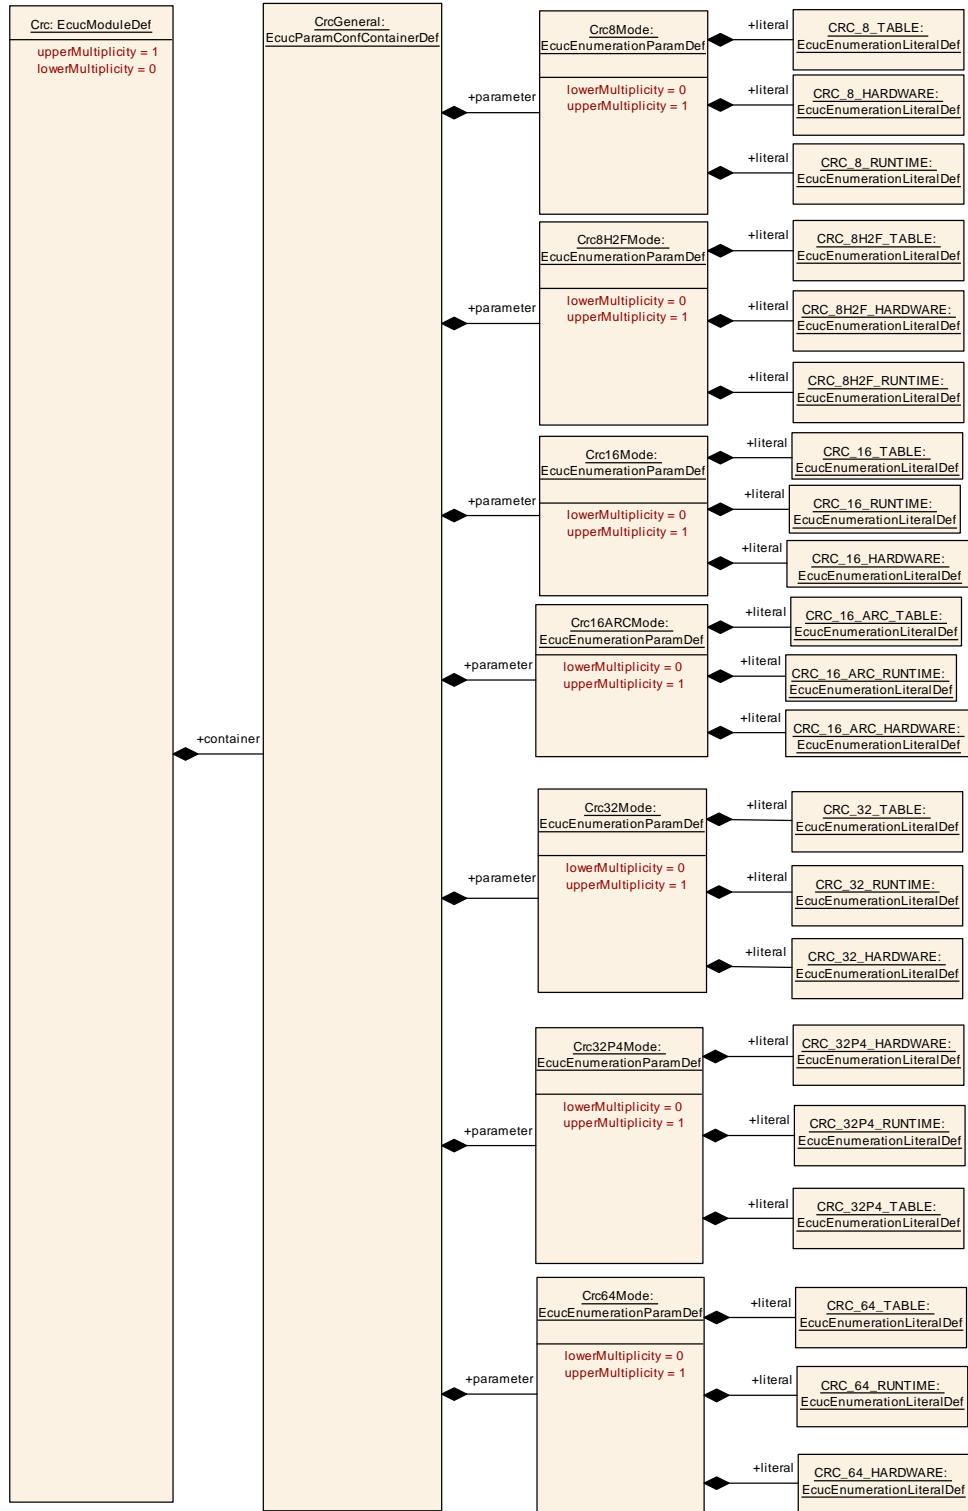 Crc: EcucModuleDef
upperMultiplicity = 1
lowerMultiplicity = 0
+container
CrcGeneral:
EcucParamConfContainerDef
+parameter
Crc8Mode:
EcucEnumerationParamDef
lowerMultiplicity = 0
upperMultiplicity = 1
+literal
CRC_8_TABLE:
EcucEnumerationLiteralDef
+literal
CRC_8_HARDWARE:
EcucEnumerationLiteralDef
+literal
CRC_8_RUNTIME:
EcucEnumerationLiteralDef
+parameter
Crc8H2FMode:
EcucEnumerationParamDef
lowerMultiplicity = 0
upperMultiplicity = 1
+literal
CRC_8H2F_TABLE:
EcucEnumerationLiteralDef
+literal
CRC_8H2F_HARDWARE:
EcucEnumerationLiteralDef
+literal
CRC_8H2F_RUNTIME:
EcucEnumerationLiteralDef
+parameter
Crc16Mode:
EcucEnumerationParamDef
lowerMultiplicity = 0
upperMultiplicity = 1
+literal
CRC_16_TABLE:
EcucEnumerationLiteralDef
+literal
CRC_16_RUNTIME:
EcucEnumerationLiteralDef
+literal
CRC_16_HARDWARE:
EcucEnumerationLiteralDef
+parameter
Crc16ARCMode:
EcucEnumerationParamDef
lowerMultiplicity = 0
upperMultiplicity = 1
+literal
CRC_16_ARC_TABLE:
EcucEnumerationLiteralDef
+literal
CRC_16_ARC_RUNTIME:
EcucEnumerationLiteralDef
+literal
CRC_16_ARC_HARDWARE:
EcucEnumerationLiteralDef
+parameter
Crc32Mode:
EcucEnumerationParamDef
lowerMultiplicity = 0
upperMultiplicity = 1
+literal
CRC_32_TABLE:
EcucEnumerationLiteralDef
+literal
CRC_32_RUNTIME:
EcucEnumerationLiteralDef
+literal
CRC_32_HARDWARE:
EcucEnumerationLiteralDef
+parameter
Crc32P4Mode:
EcucEnumerationParamDef
lowerMultiplicity = 0
upperMultiplicity = 1
+literal
CRC_32P4_HARDWARE:
EcucEnumerationLiteralDef
+literal
CRC_32P4_RUNTIME:
EcucEnumerationLiteralDef
+literal
CRC_32P4_TABLE:
EcucEnumerationLiteralDef
+parameter
Crc64Mode:
EcucEnumerationParamDef
lowerMultiplicity = 0
upperMultiplicity = 1
+literal
CRC_64_TABLE:
EcucEnumerationLiteralDef
+literal
CRC_64_RUNTIME:
EcucEnumerationLiteralDef
+literal
CRC_64_HARDWARE:
EcucEnumerationLiteralDef